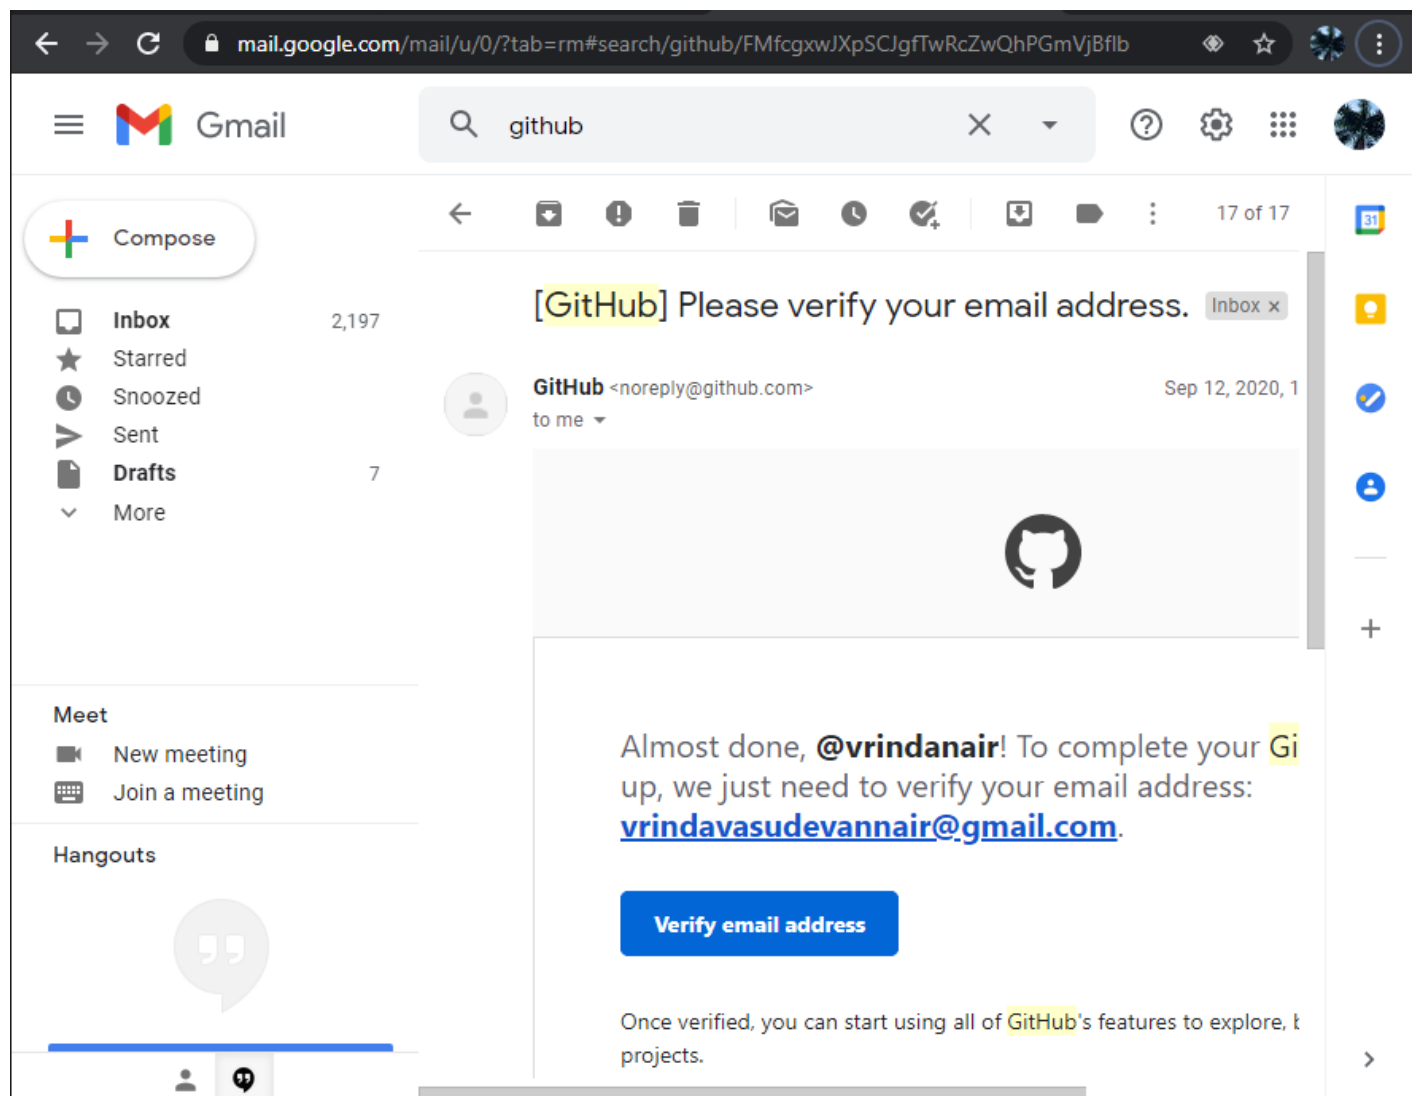 mail.google.com/mail/u/0/?tab=rm#search/github/FMfcgxwJXpSCJgfTwRcZwQhPGmVjBflb
Gmail
github
Compose
17 of 17
31
[GitHub] Please verify your email address. Inbox x
Inbox 2,197
Starred
Snoozed
Sent
Drafts 7
More
GitHub <noreply@github.com> Sep 12, 2020, 1
to me
Meet
New meeting
Join a meeting
Hangouts
Almost done, @vrindanair! To complete your Gi
up, we just need to verify your email address:
vrindavasudevannair@gmail.com.
Verify email address
Once verified, you can start using all of GitHub's features to explore, b
projects.